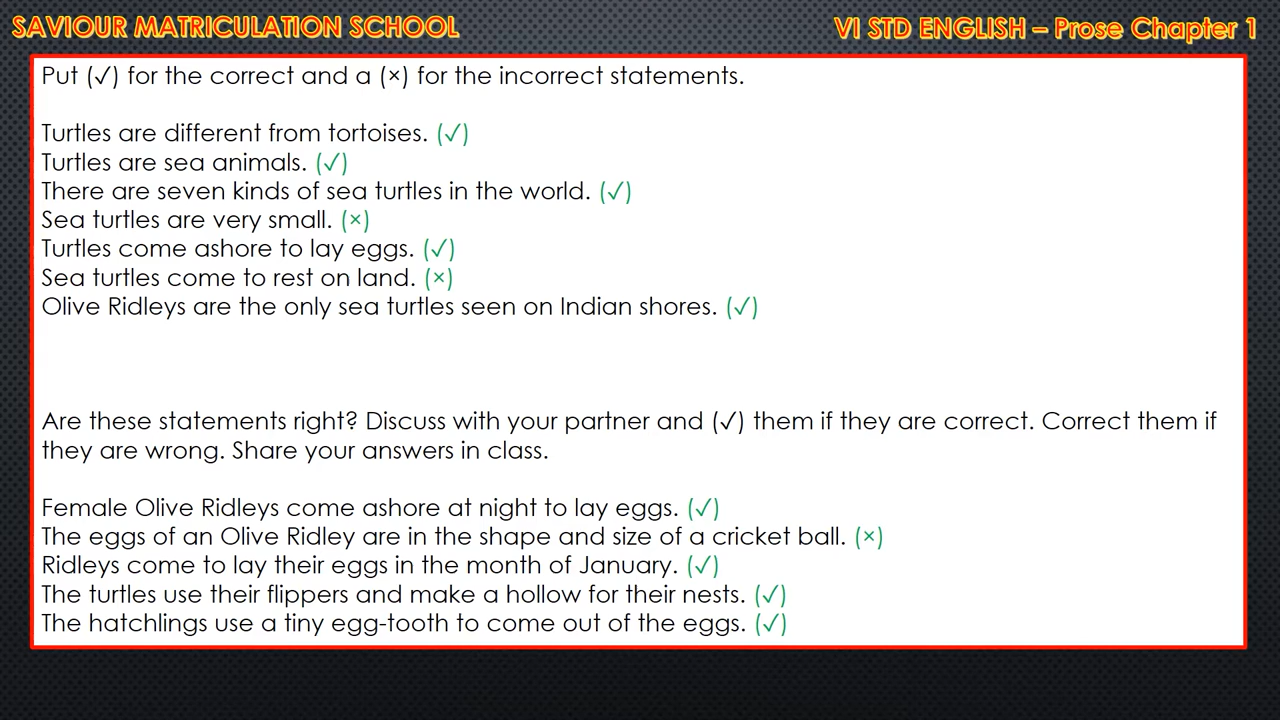 SAVIOUR MATRICULATION SCHOOL
VI STD ENGLISH – Prose Chapter 1
Put (✓) for the correct and a (×) for the incorrect statements.
Turtles are different from tortoises. (✓)
Turtles are sea animals. (✓)
There are seven kinds of sea turtles in the world. (✓)
Sea turtles are very small. (×)
Turtles come ashore to lay eggs. (✓)
Sea turtles come to rest on land. (×)
Olive Ridleys are the only sea turtles seen on Indian shores. (✓)
Are these statements right? Discuss with your partner and (✓) them if they are correct. Correct them if
they are wrong. Share your answers in class.
Female Olive Ridleys come ashore at night to lay eggs. (✓)
The eggs of an Olive Ridley are in the shape and size of a cricket ball. (×)
Ridleys come to lay their eggs in the month of January. (✓)
The turtles use their flippers and make a hollow for their nests. (✓)
The hatchlings use a tiny egg-tooth to come out of the eggs. (✓)